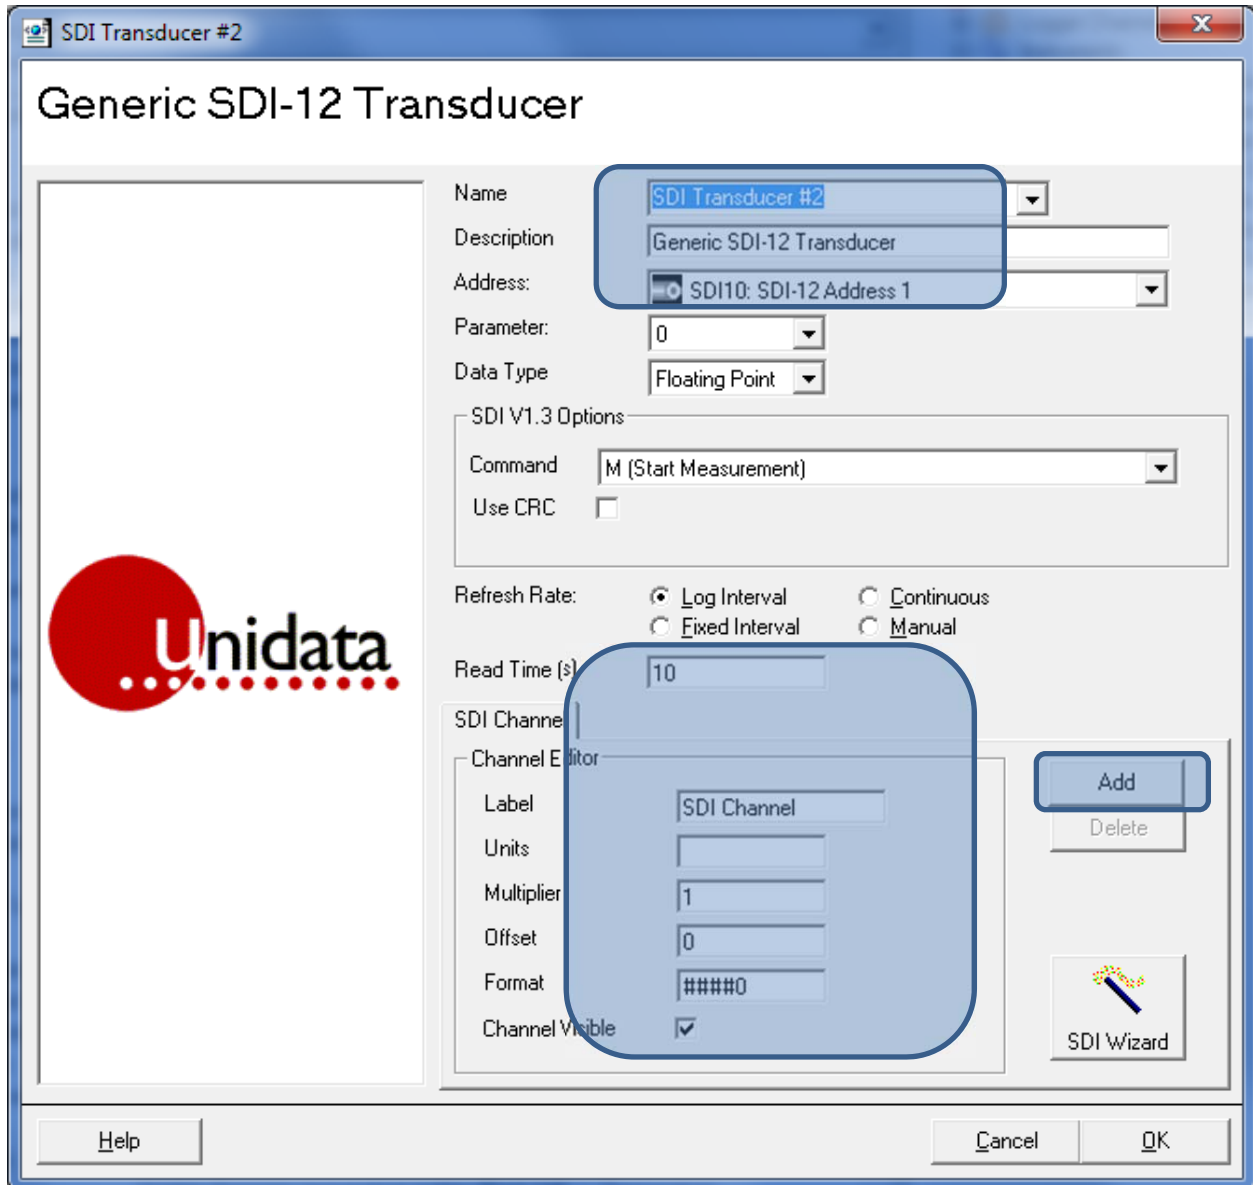 SDI Transducer #2
Generic SDI-12 Transducer
Name SDI Transducer #2
Description Generic SDI-12 Transducer
Address: SDI10: SDI-12 Address 1
Parameter: 0
Data Type Floating Point
SDI V1.3 Options
Command M (Start Measurement)
Use CRC
Refresh Rate: Log Interval Continuous
Fixed Interval Manual
unidata
Read Time (s) 10
SDI Channel
Channel Editor
Add
Label SDI Channel
Delete
Units
Multiplier 1
Offset 0
Format ####0
Channel Visible
SDI Wizard
Help Cancel OK